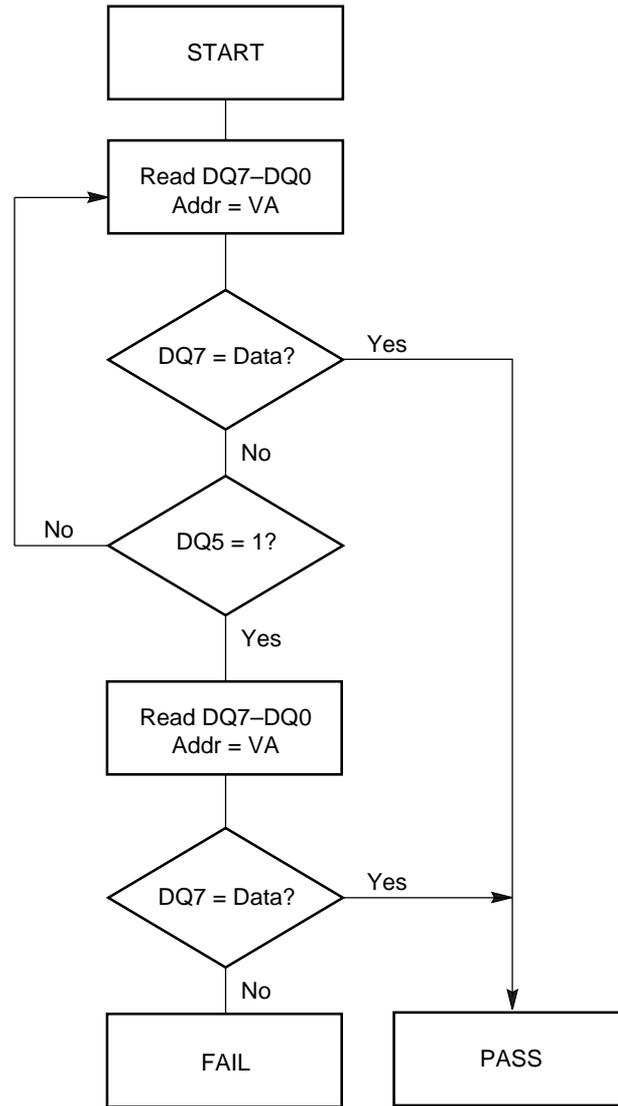 START
Read DQ7–DQ0
Addr = VA
DQ7 = Data?
Yes
No
No
DQ5 = 1?
Yes
Read DQ7–DQ0
Addr = VA
DQ7 = Data?
Yes
No
FAIL
PASS